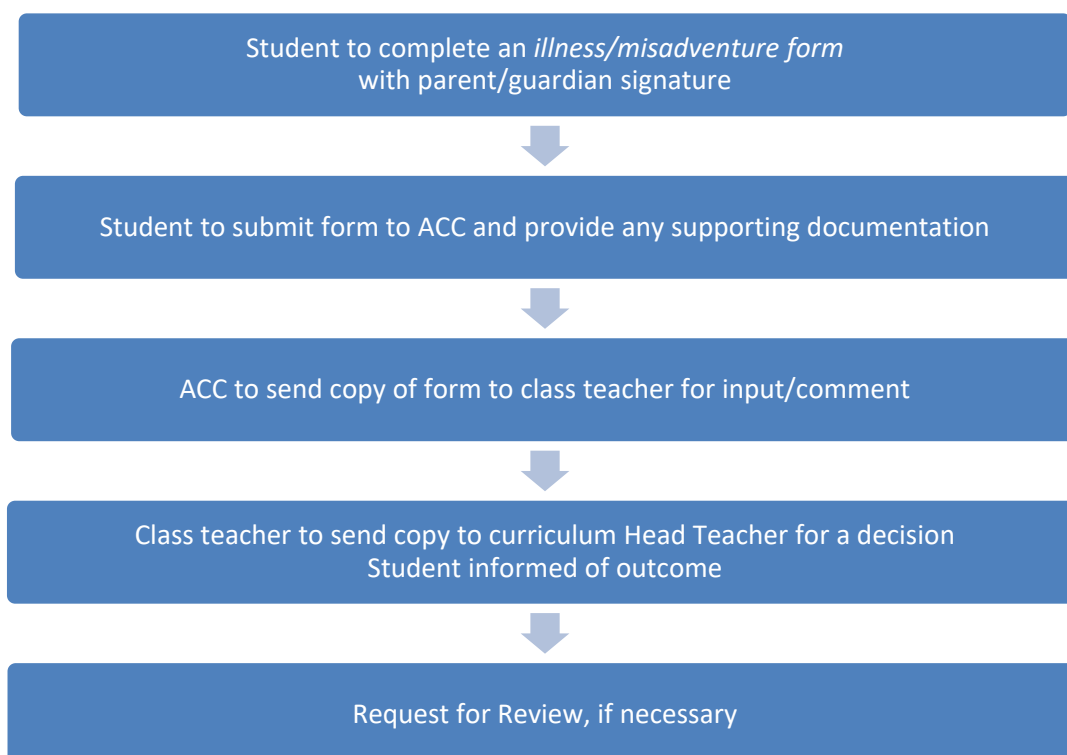 Student to complete an illness/misadventure form
with parent/guardian signature
Student to submit form to ACC and provide any supporting documentation
ACC to send copy of form to class teacher for input/comment
Class teacher to send copy to curriculum Head Teacher for a decision
Student informed of outcome
Request for Review, if necessary